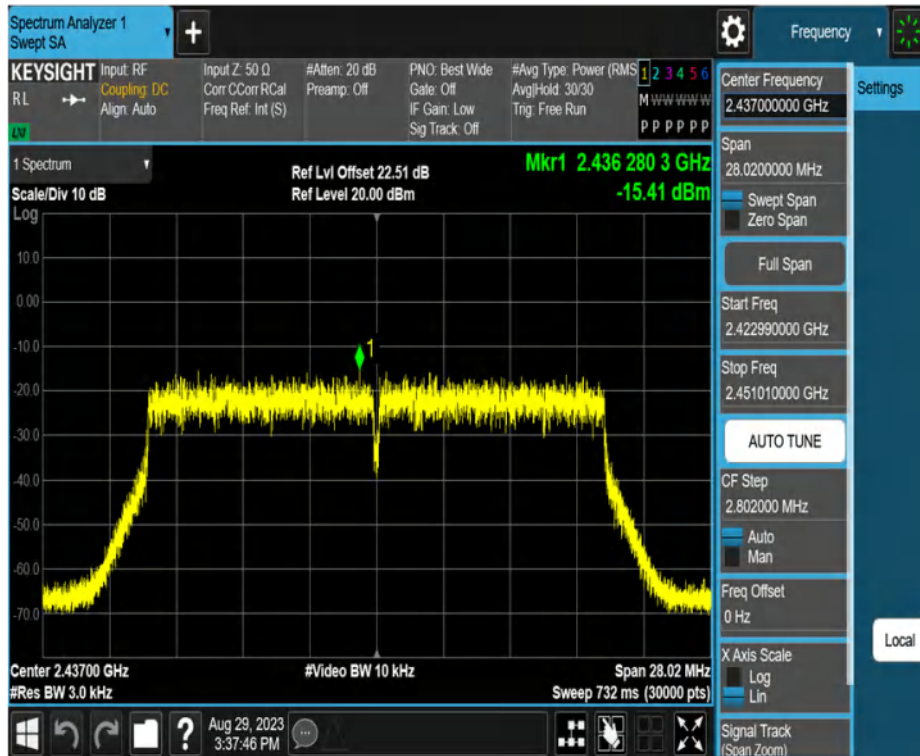 Spectrum Analyzer 1
Swept SA
Frequency
KEYSIGHT
RL
LNI
Input: RF
Coupling: DC
Align: Auto
Input Z: 50 Ω
Corr CCorr RCal
Freq Ref: Int (S)
#Atten: 20 dB
Preamp: Off
PNO: Best Wide
Gate: Off
IF Gain: Low
Sig Track: Off
#Avg Type: Power (RMS
Avg|Hold: 30/30
Trig: Free Run
1 2 3 4 5 6
M W W W W W
P P P P P P
Center Frequency
2.437000000 GHz
Settings
1 Spectrum
Scale/Div 10 dB
Log
Ref Lvl Offset 22.51 dB
Ref Level 20.00 dBm
Mkr1 2.436 280 3 GHz
-15.41 dBm
10.0
0.00
-10.0
-20.0
-30.0
-40.0
-50.0
-60.0
-70.0
1
Center 2.43700 GHz
#Res BW 3.0 kHz
#Video BW 10 kHz
Span 28.02 MHz
Sweep 732 ms (30000 pts)
Span
28.0200000 MHz
Swept Span
Zero Span
Full Span
Start Freq
2.422990000 GHz
Stop Freq
2.451010000 GHz
AUTO TUNE
CF Step
2.802000 MHz
Auto
Man
Freq Offset
0 Hz
X Axis Scale
Log
Lin
Local
Signal Track
(Span Zoom)
?
Aug 29, 2023
3:37:46 PM